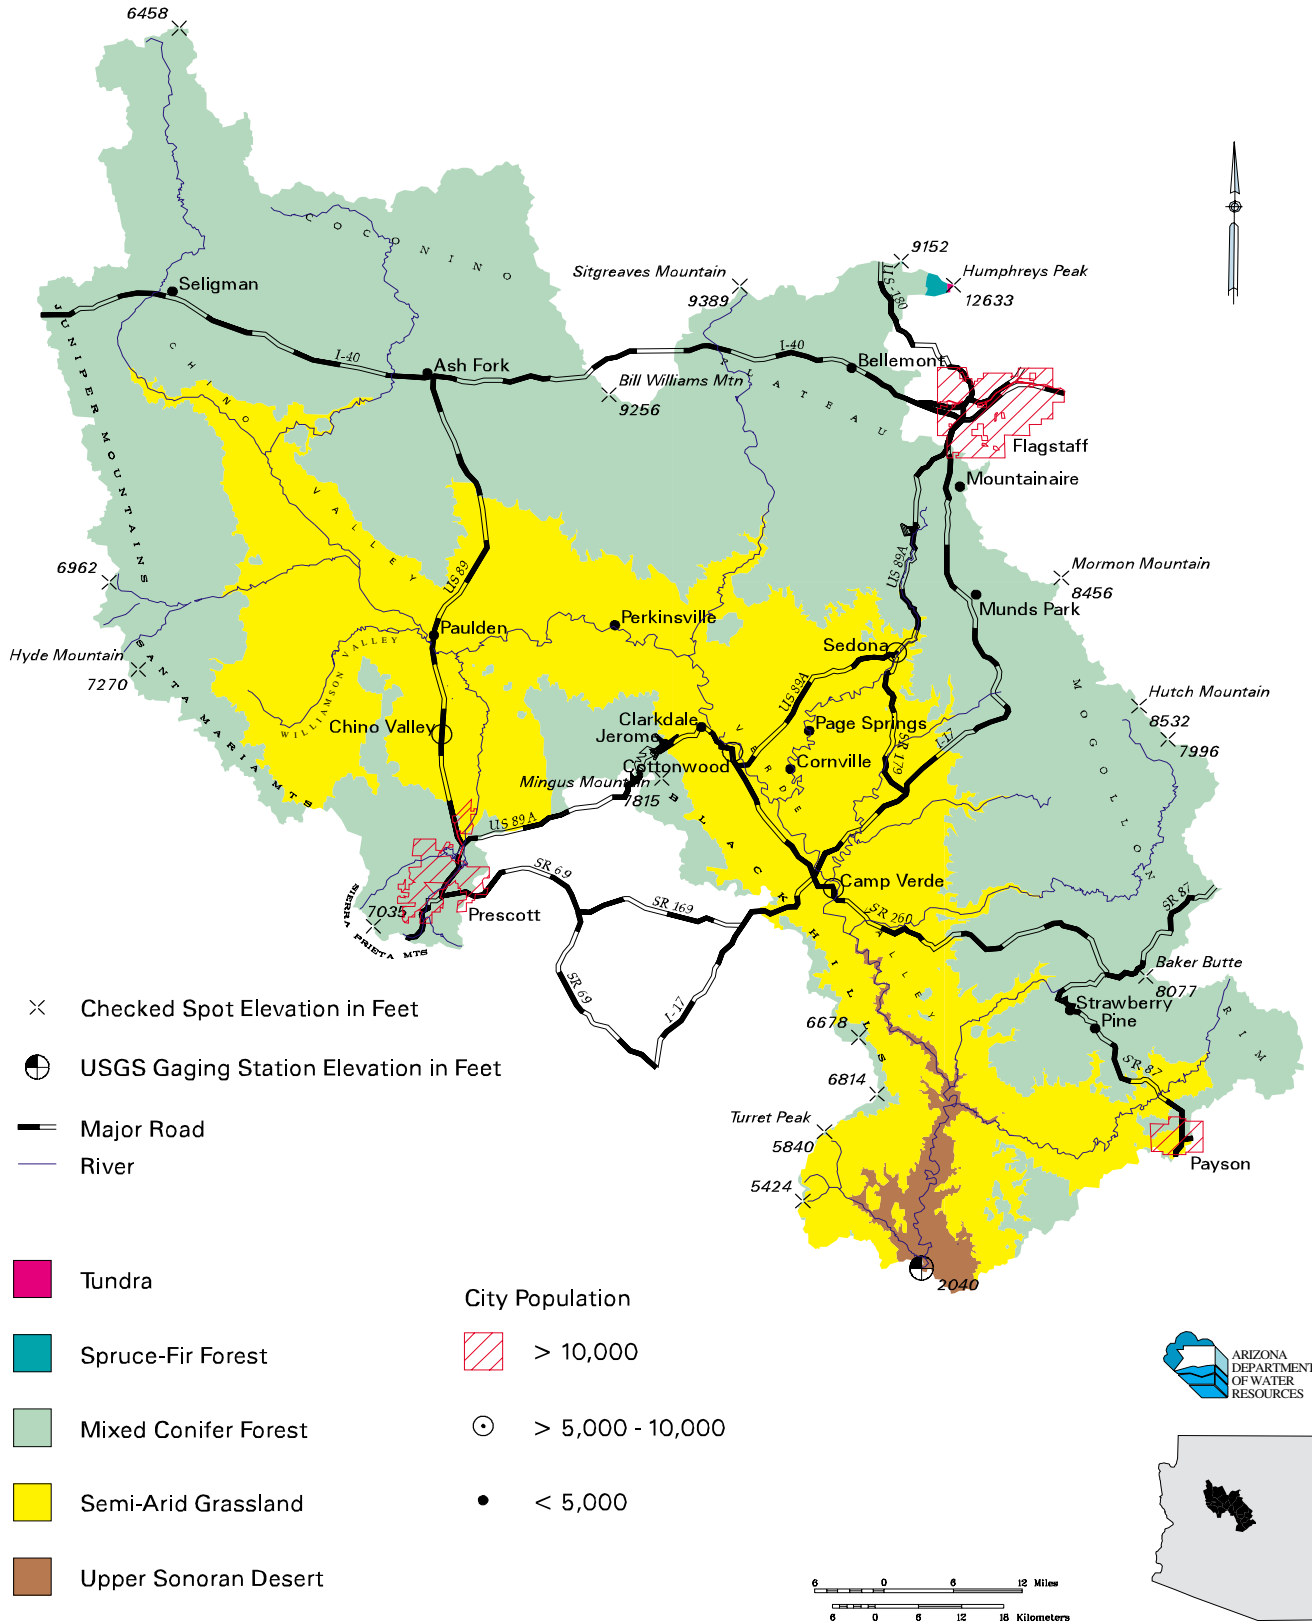 6458
COCONINO
9152
Sitgreaves Mountain
9389
US-180
Humphreys Peak
12633
Seligman
JUNIPER MOUNTAINS
CHINO
VALLEY
I-40
Ash Fork
I-40
Bellemont
PLATEAU
Bill Williams Mtn
9256
Flagstaff
Mountainaire
6962
US 89
US 89A
Mormon Mountain
8456
Munds Park
Perkinsville
Paulden
Sedona
Hyde Mountain
7270
SANTA MARIA MTS
WILLIAMSON VALLEY
US 89A
MOGOLLON
Hutch Mountain
8532
7996
Clarkdale
Jerome
Chino Valley
Page Springs
VERDE
SR 179
I-17
Cottonwood
Cornville
Mingus Mountain
7815
BLACK HILLS
US 89A
SR 69
SR 169
Camp Verde
SR 260
SR 87
VALLEY
SIERRA PRIETA MTS
7035
Prescott
SR 69
I-17
Baker Butte
8077
Strawberry
Pine
RIM
6678
6814
SR 87
Turret Peak
5840
5424
Payson
2040
Checked Spot Elevation in Feet
USGS Gaging Station Elevation in Feet
Major Road
River
Tundra
Spruce-Fir Forest
Mixed Conifer Forest
Semi-Arid Grassland
Upper Sonoran Desert
City Population
> 10,000
> 5,000 - 10,000
< 5,000
ARIZONA
DEPARTMENT
OF WATER
RESOURCES
6 0 6 12 Miles
6 0 6 12 18 Kilometers